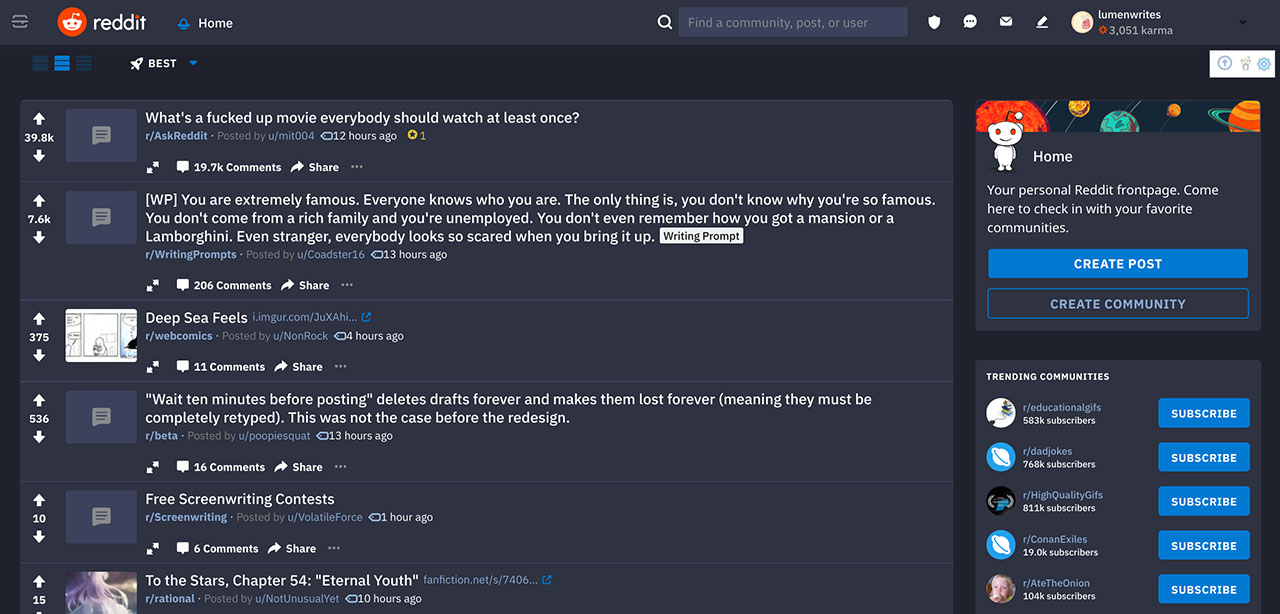 reddit
Home
Find a community, post, or user
lumenwrites
3,051 karma
BEST
39.8k
What's a fucked up movie everybody should watch at least once?
r/AskReddit · Posted by u/mit004 12 hours ago 1
19.7k Comments Share ···
7.6k
[WP] You are extremely famous. Everyone knows who you are. The only thing is, you don't know why you're so famous.
You don't come from a rich family and you're unemployed. You don't even remember how you got a mansion or a
Lamborghini. Even stranger, everybody looks so scared when you bring it up. Writing Prompt
r/WritingPrompts · Posted by u/Coadster16 13 hours ago
206 Comments Share ···
375
Deep Sea Feels i.imgur.com/JuXAhi...
r/webcomics · Posted by u/NonRock 4 hours ago
11 Comments Share ···
536
"Wait ten minutes before posting" deletes drafts forever and makes them lost forever (meaning they must be
completely retyped). This was not the case before the redesign.
r/beta · Posted by u/poopiesquat 13 hours ago
16 Comments Share ···
10
Free Screenwriting Contests
r/Screenwriting · Posted by u/VolatileForce 1 hour ago
6 Comments Share ···
15
To the Stars, Chapter 54: "Eternal Youth" fanfiction.net/s/7406...
r/rational · Posted by u/NotUnusualYet 10 hours ago
Home
Your personal Reddit frontpage. Come
here to check in with your favorite
communities.
CREATE POST
CREATE COMMUNITY
TRENDING COMMUNITIES
r/educationalgifs
583k subscribers
SUBSCRIBE
r/dadjokes
768k subscribers
SUBSCRIBE
r/HighQualityGifs
811k subscribers
SUBSCRIBE
r/ConanExiles
19.0k subscribers
SUBSCRIBE
r/AteTheOnion
104k subscribers
SUBSCRIBE